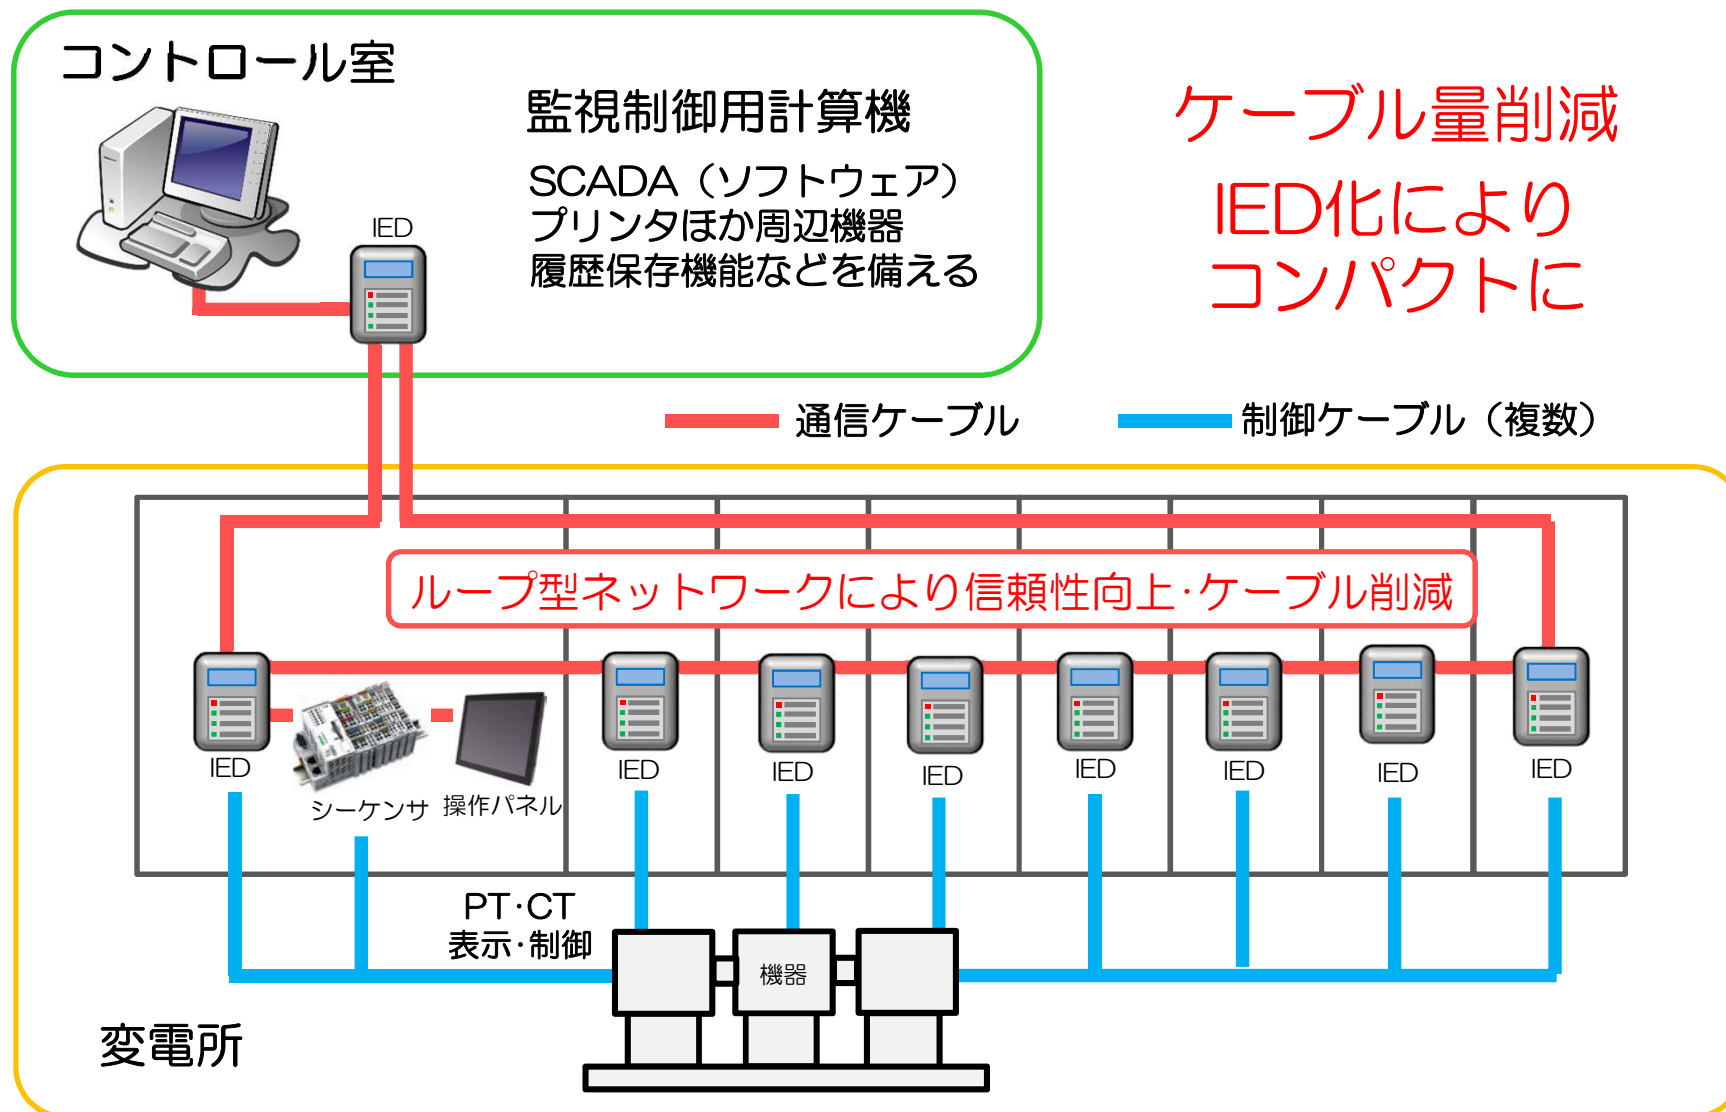 コントロール室
監視制御用計算機
SCADA（ソフトウェア）
プリンタほか周辺機器
履歴保存機能などを備える
IED
ケーブル量削減
IED化により
コンパクトに
通信ケーブル
制御ケーブル（複数）
ループ型ネットワークにより信頼性向上・ケーブル削減
IED
シーケンサ
操作パネル
IED
IED
IED
IED
IED
IED
IED
PT・CT
表示・制御
機器
変電所